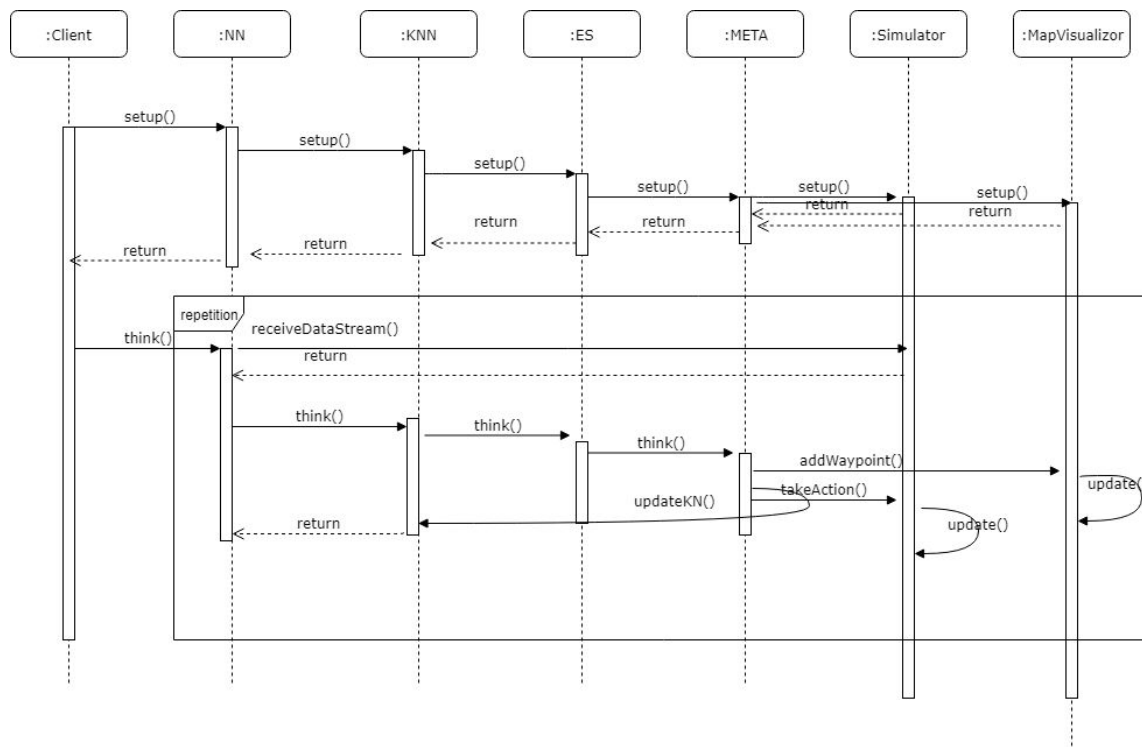 :Client
:NN
:KNN
:ES
:META
:Simulator
:MapVisualizor
setup()
setup()
setup()
setup()
setup()
setup()
return
return
return
return
return
return
repetition
receiveDataStream()
think()
return
think()
think()
think()
addWaypoint()
update()
takeAction()
updateKN()
return
update()